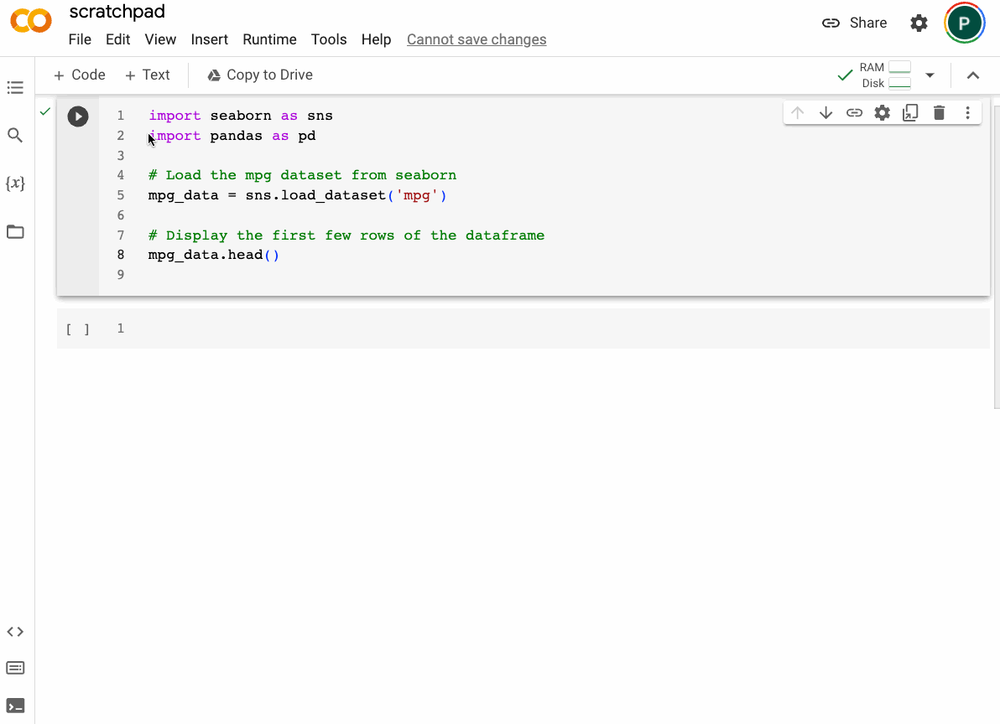 scratchpad
File Edit View Insert Runtime Tools Help Cannot save changes
Share
P
+ Code + Text Copy to Drive
RAM
Disk
1 import seaborn as sns
2 import pandas as pd
3
4 # Load the mpg dataset from seaborn
5 mpg_data = sns.load_dataset('mpg')
6
7 # Display the first few rows of the dataframe
8 mpg_data.head()
9
{x}
[ ] 1